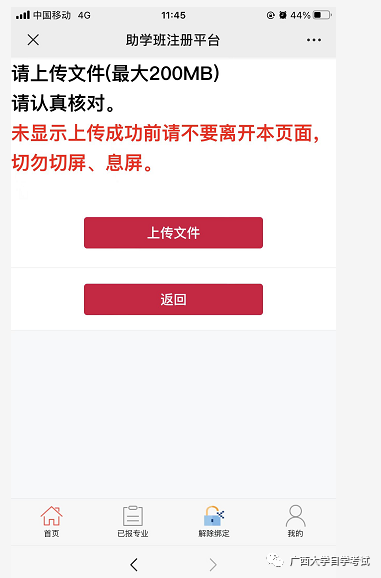 中国移动 4G 11:45 44%
助学班注册平台
请上传文件(最大200MB)
请认真核对。
未显示上传成功前请不要离开本页面,
切勿切屏、息屏。
上传文件
返回
首页 已报专业 解除绑定 我的
广西大学自学考试